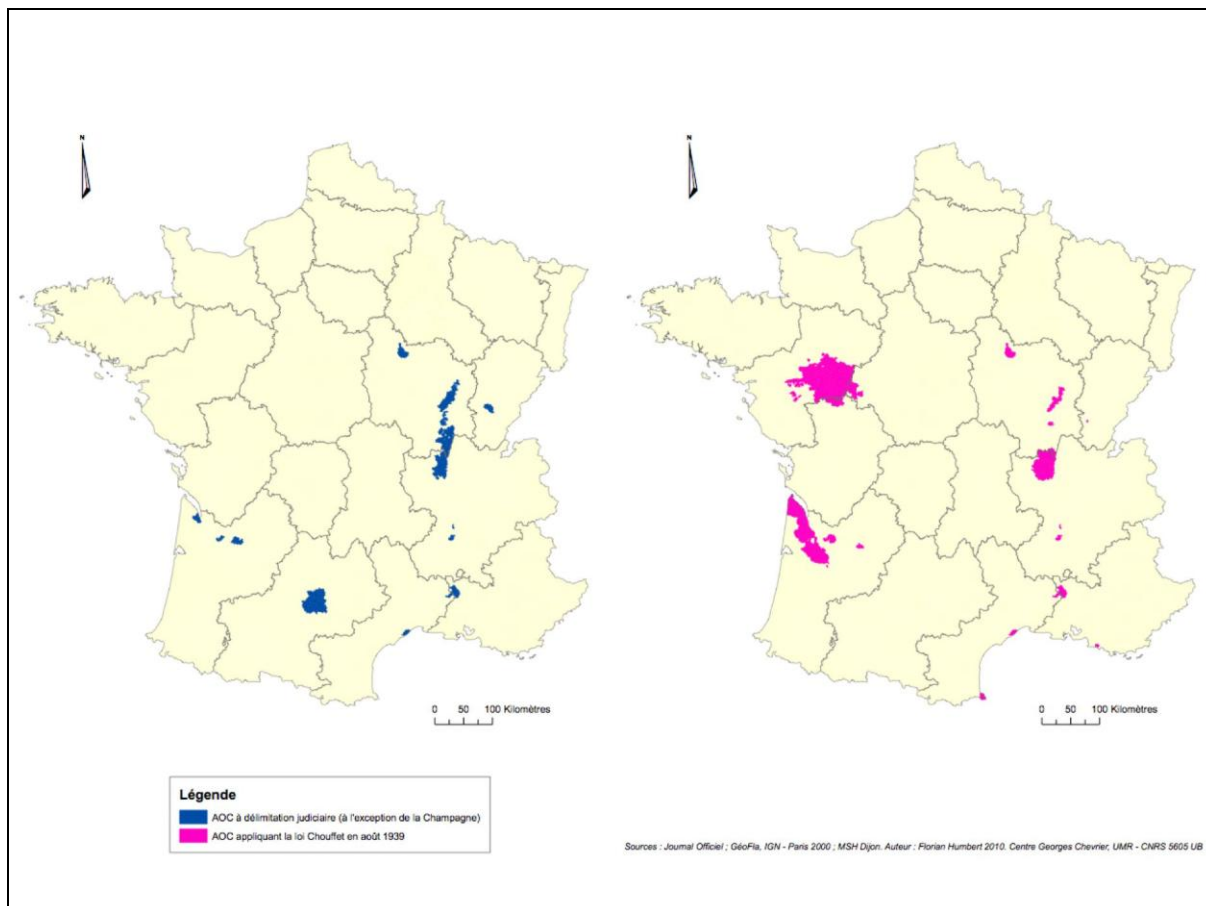 N
N
0 50 100 Kilomètres
0 50 100 Kilomètres
Légende
AOC à délimitation judiciaire (à l'exception de la Champagne)
AOC appliquant la loi Chouffet en août 1939
Sources : Journal Officiel ; GéoFla, IGN - Paris 2000 ; MSH Dijon. Auteur : Florian Humbert 2010. Centre Georges Chevrier, UMR - CNRS 5605 UB